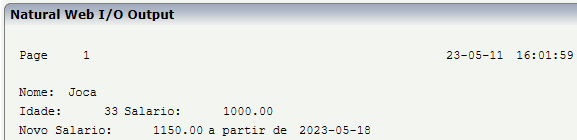 Natural Web I/O Output
Page 1 23-05-11 16:01:59
Nome: Joca
Idade: 33 Salario: 1000.00
Novo Salario: 1150.00 a partir de 2023-05-18